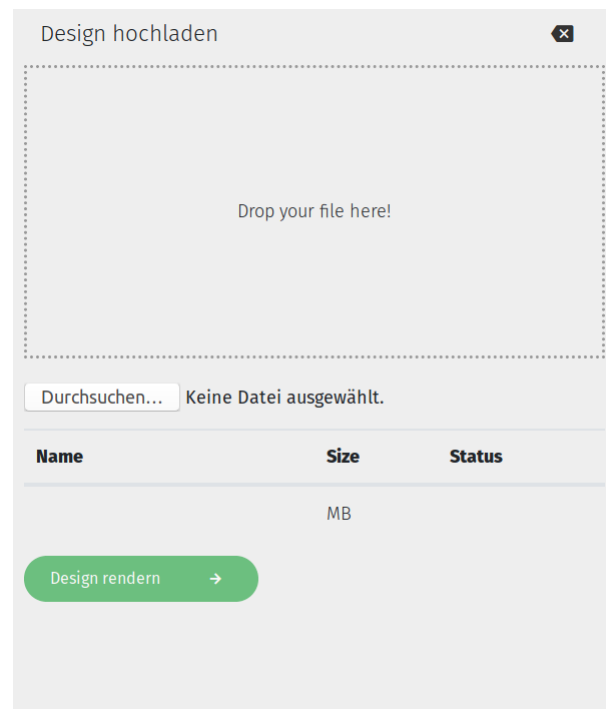 Design hochladen
Drop your file here!
Durchsuchen... Keine Datei ausgewählt.
Name Size Status
MB
Design rendern